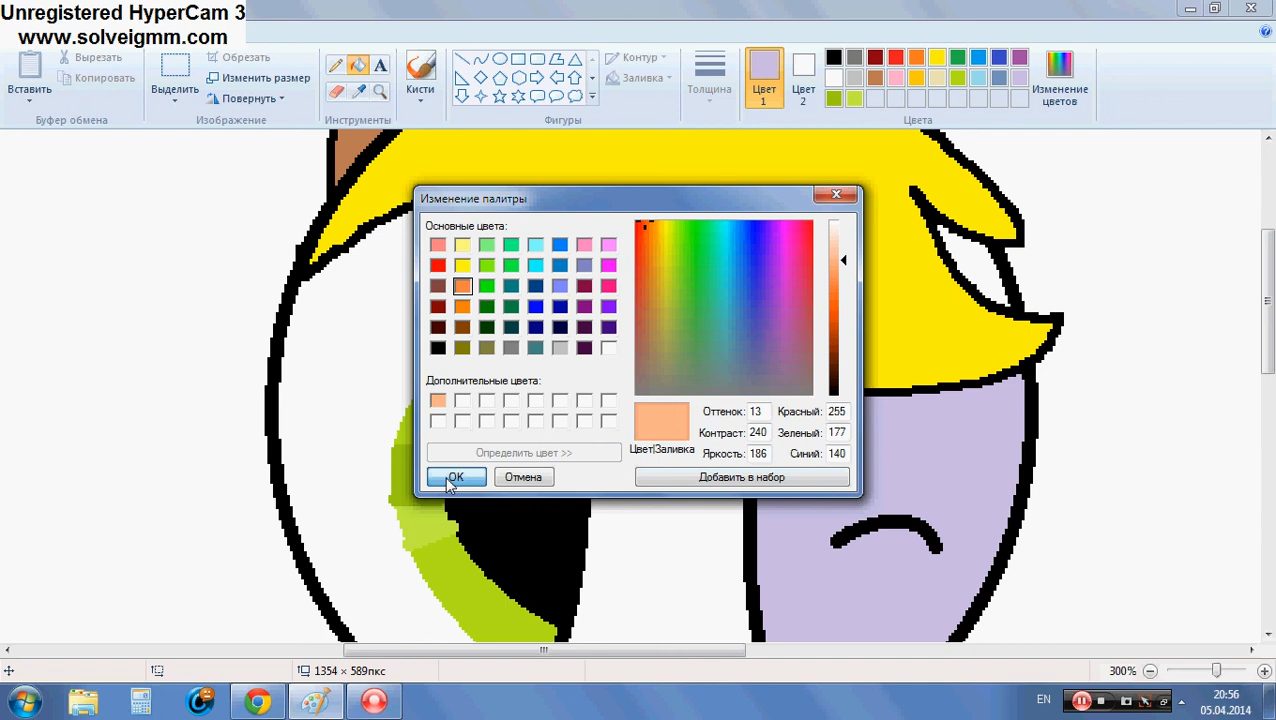 Unregistered HyperCam 3
www.solveigmm.com
Вставить
Вырезать
Копировать
Буфер обмена
Выделить
Обрезать
Изменить размер
Повернуть
Изображение
A
Инструменты
Кисти
Контур
Заливка
Фигуры
Толщина
Цвет 1
Цвет 2
Изменение цветов
Цвета
Изменение палитры
Основные цвета:
Дополнительные цвета:
Определить цвет >>
OK
Отмена
Цвет|Заливка
Оттенок: 13
Красный: 255
Контраст: 240
Зеленый: 177
Яркость: 186
Синий: 140
Добавить в набор
1354 × 589пкс
300%
EN
20:56
05.04.2014